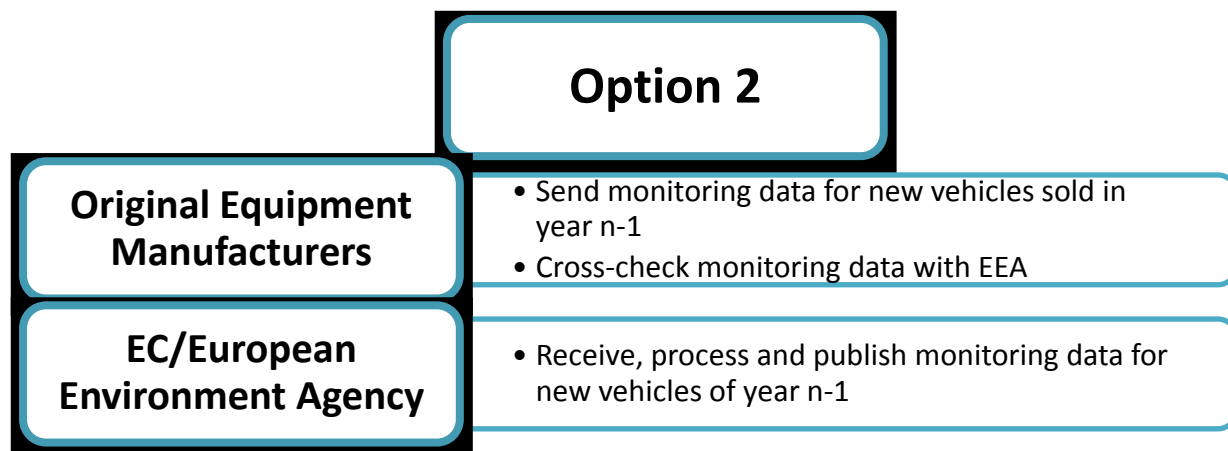 Option 2
Original Equipment
Manufacturers
• Send monitoring data for new vehicles sold in
year n-1
• Cross-check monitoring data with EEA
EC/European
Environment Agency
• Receive, process and publish monitoring data for
new vehicles of year n-1